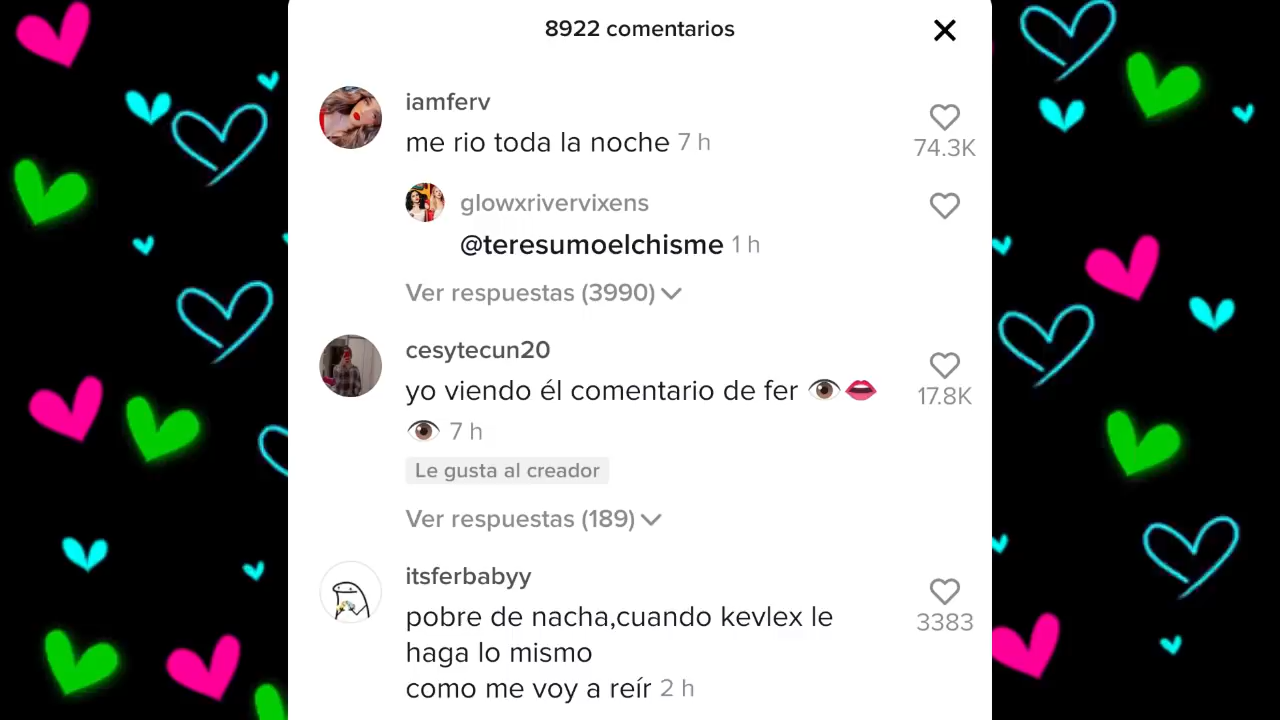 8922 comentarios
iamferv
me rio toda la noche 7 h
74.3K
glowxrivervixens
@teresumoelchisme 1 h
Ver respuestas (3990)
cesytecun20
yo viendo él comentario de fer 👁️👄
👁️ 7 h
17.8K
Le gusta al creador
Ver respuestas (189)
itsferbabyy
pobre de nacha,cuando kevlex le
haga lo mismo
como me voy a reír 2 h
3383